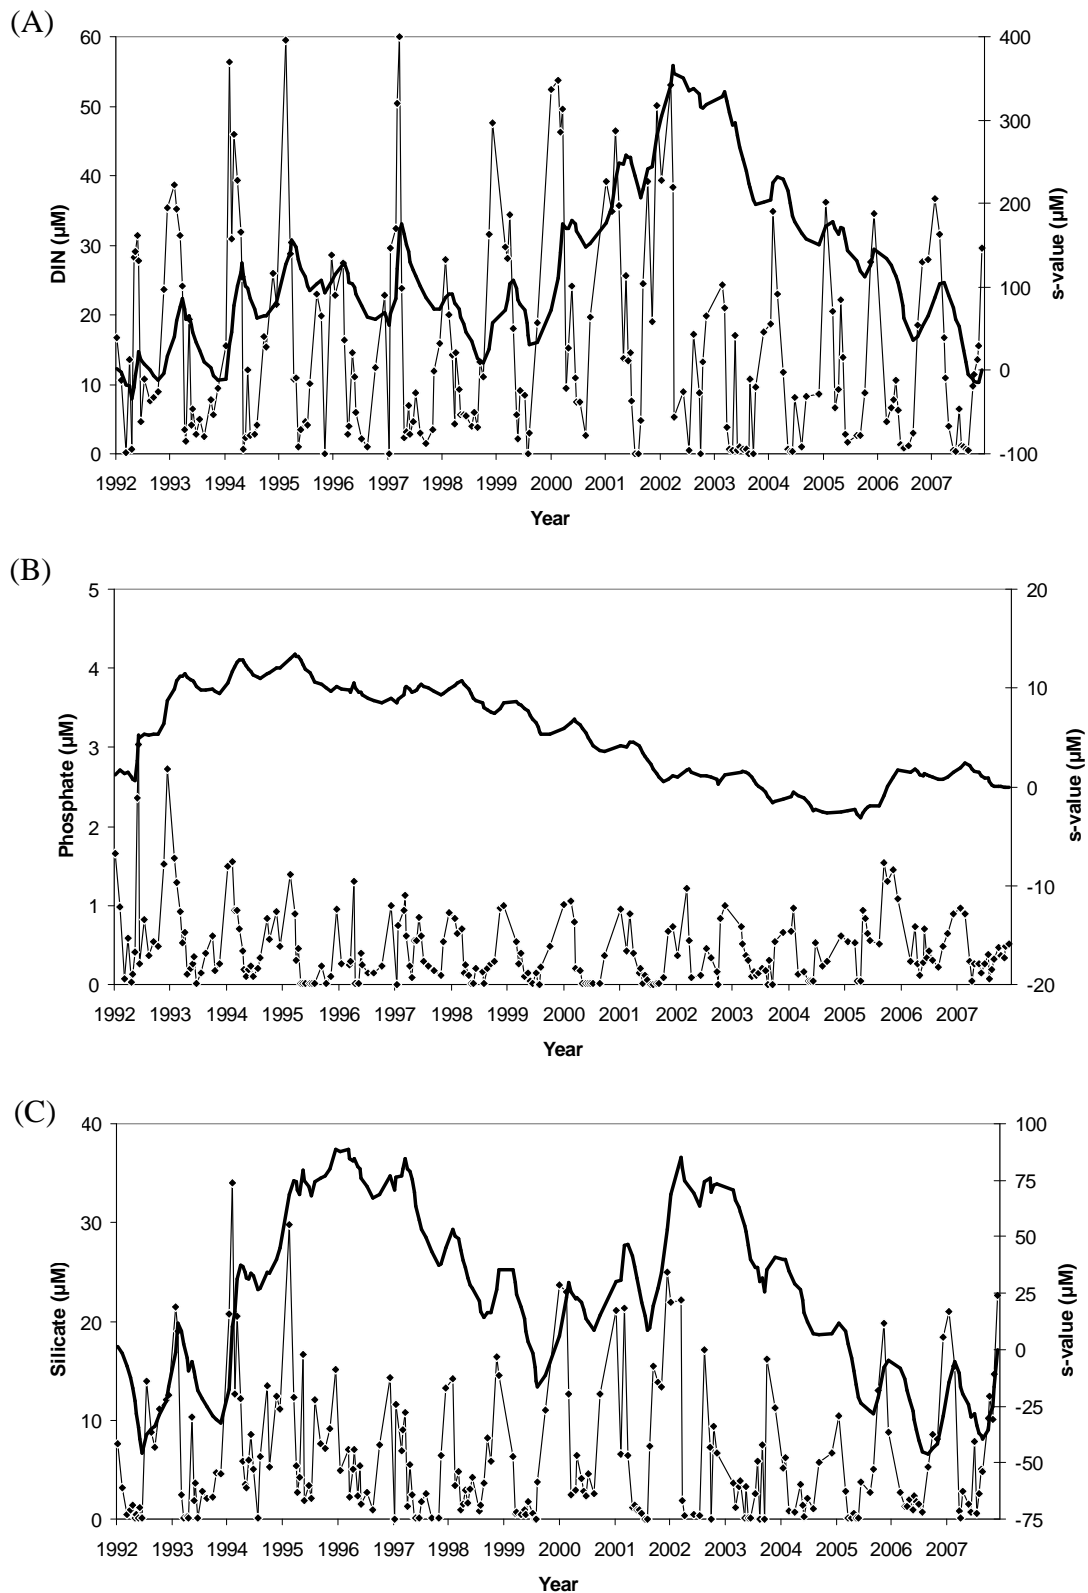 (A)
60 400
50 300
40 200
30 100
20 0
10
0 -100
DIN (µM)
s-value (µM)
1992 1993 1994 1995 1996 1997 1998 1999 2000 2001 2002 2003 2004 2005 2006 2007
Year
(B)
5 20
4 10
3 0
2
1 -10
0 -20
Phosphate (µM)
s-value (µM)
1992 1993 1994 1995 1996 1997 1998 1999 2000 2001 2002 2003 2004 2005 2006 2007
Year
(C)
40 100
75
30 50
25
20 0
-25
10 -50
0 -75
Silicate (µM)
s-value (µM)
1992 1993 1994 1995 1996 1997 1998 1999 2000 2001 2002 2003 2004 2005 2006 2007
Year